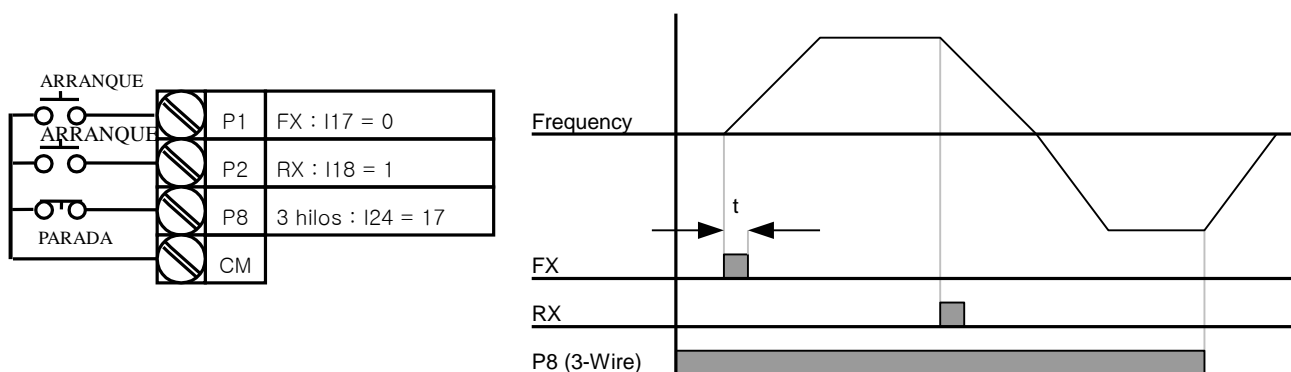 ARRANQUE
P1 FX : I17 = 0
ARRANQUE
P2 RX : I18 = 1
P8 3 hilos : I24 = 17
PARADA
CM
Frequency
t
FX
RX
P8 (3-Wire)